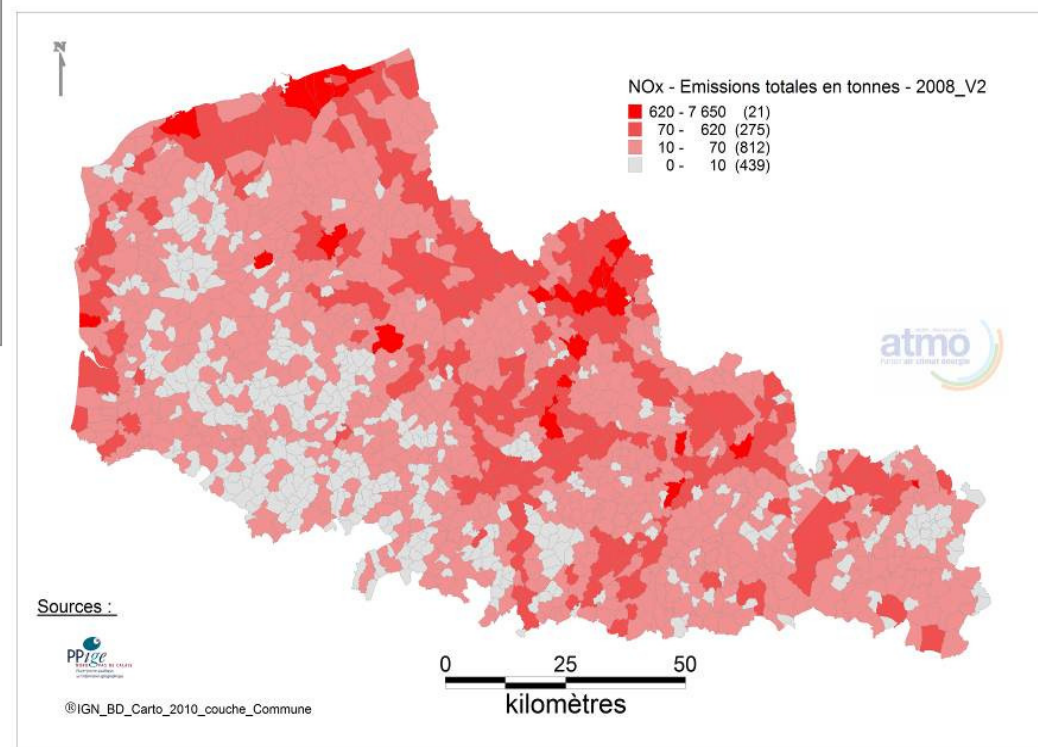 N
NOx - Emissions totales en tonnes - 2008_V2
620 - 7 650 (21)
70 - 620 (275)
10 - 70 (812)
0 - 10 (439)
atmo
Sources :
PPige
®IGN_BD_Carto_2010_couche_Commune
0 25 50
kilomètres